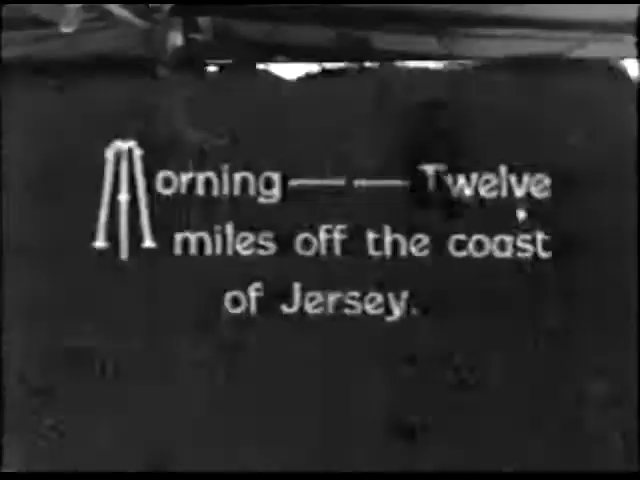 Morning—— —— Twelve
miles off the coast
of Jersey.